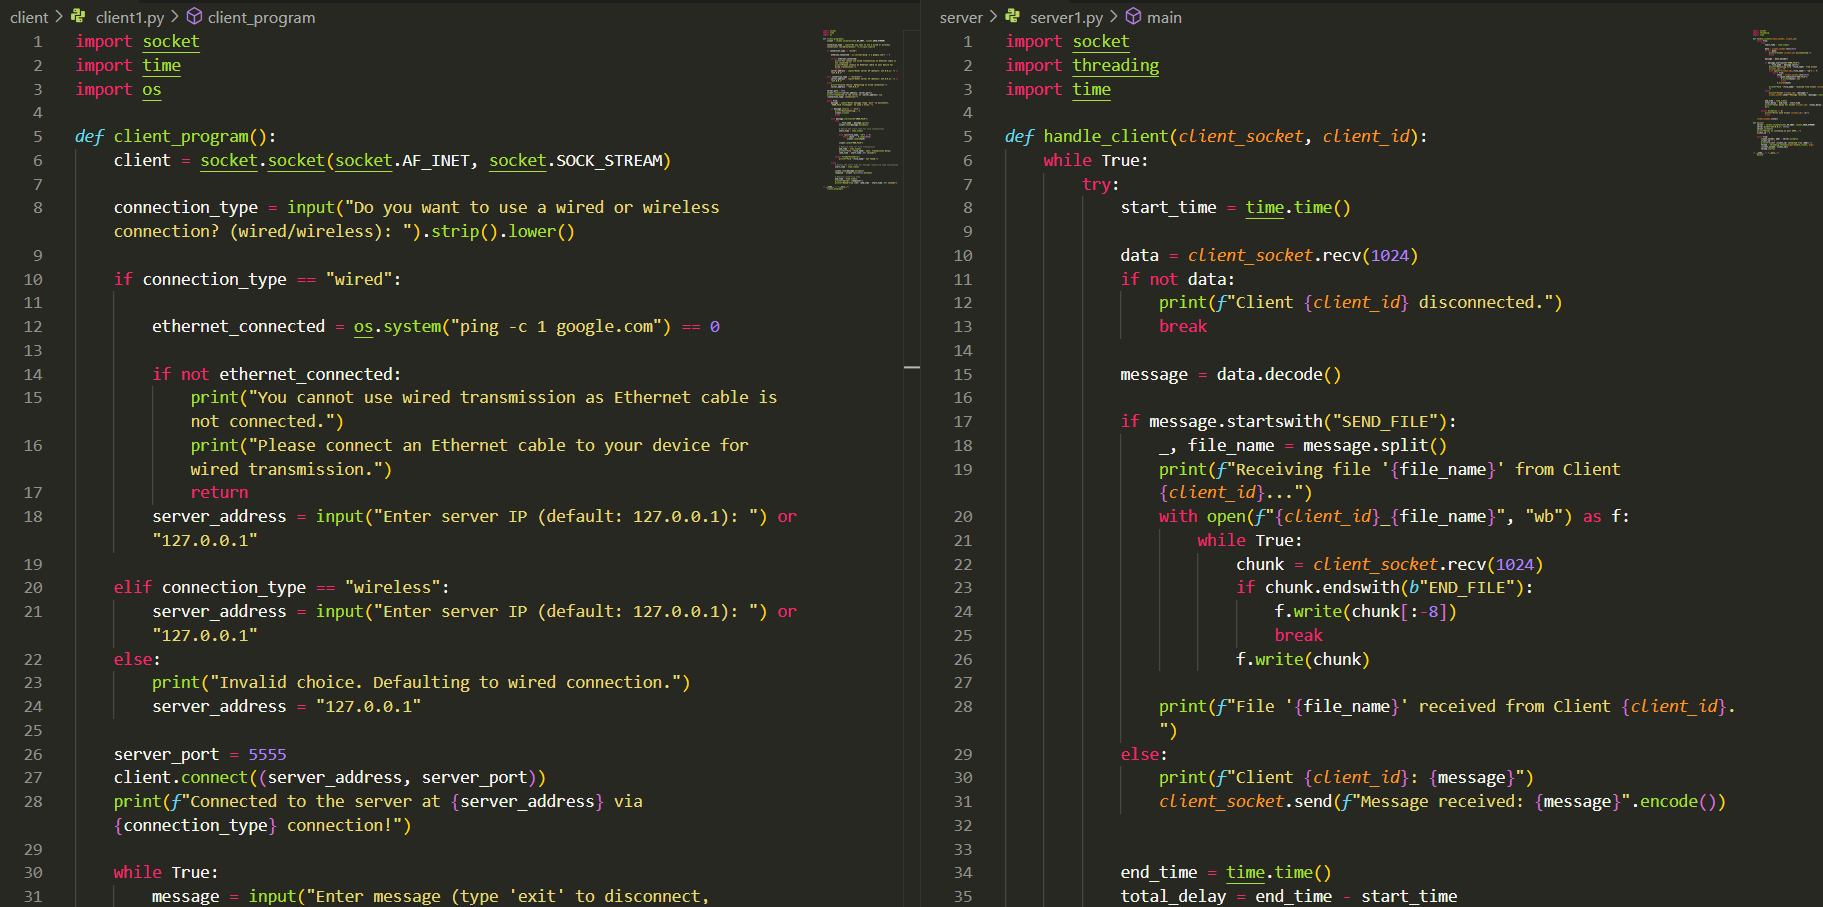 client > client1.py > client_program
1 import socket
2 import time
3 import os
4
5 def client_program():
6 client = socket.socket(socket.AF_INET, socket.SOCK_STREAM)
7
8 connection_type = input("Do you want to use a wired or wireless
connection? (wired/wireless): ").strip().lower()
9
10 if connection_type == "wired":
11
12 ethernet_connected = os.system("ping -c 1 google.com") == 0
13
14 if not ethernet_connected:
15 print("You cannot use wired transmission as Ethernet cable is
not connected.")
16 print("Please connect an Ethernet cable to your device for
wired transmission.")
17 return
18 server_address = input("Enter server IP (default: 127.0.0.1): ") or
"127.0.0.1"
19
20 elif connection_type == "wireless":
21 server_address = input("Enter server IP (default: 127.0.0.1): ") or
"127.0.0.1"
22 else:
23 print("Invalid choice. Defaulting to wired connection.")
24 server_address = "127.0.0.1"
25
26 server_port = 5555
27 client.connect((server_address, server_port))
28 print(f"Connected to the server at {server_address} via
{connection_type} connection!")
29
30 while True:
31 message = input("Enter message (type 'exit' to disconnect,
server > server1.py > main
1 import socket
2 import threading
3 import time
4
5 def handle_client(client_socket, client_id):
6 while True:
7 try:
8 start_time = time.time()
9
10 data = client_socket.recv(1024)
11 if not data:
12 print(f"Client {client_id} disconnected.")
13 break
14
15 message = data.decode()
16
17 if message.startswith("SEND_FILE"):
18 _, file_name = message.split()
19 print(f"Receiving file '{file_name}' from Client
{client_id}...")
20 with open(f"{client_id}_{file_name}", "wb") as f:
21 while True:
22 chunk = client_socket.recv(1024)
23 if chunk.endswith(b"END_FILE"):
24 f.write(chunk[:-8])
25 break
26 f.write(chunk)
27
28 print(f"File '{file_name}' received from Client {client_id}.
")
29 else:
30 print(f"Client {client_id}: {message}")
31 client_socket.send(f"Message received: {message}".encode())
32
33
34 end_time = time.time()
35 total_delay = end_time - start_time